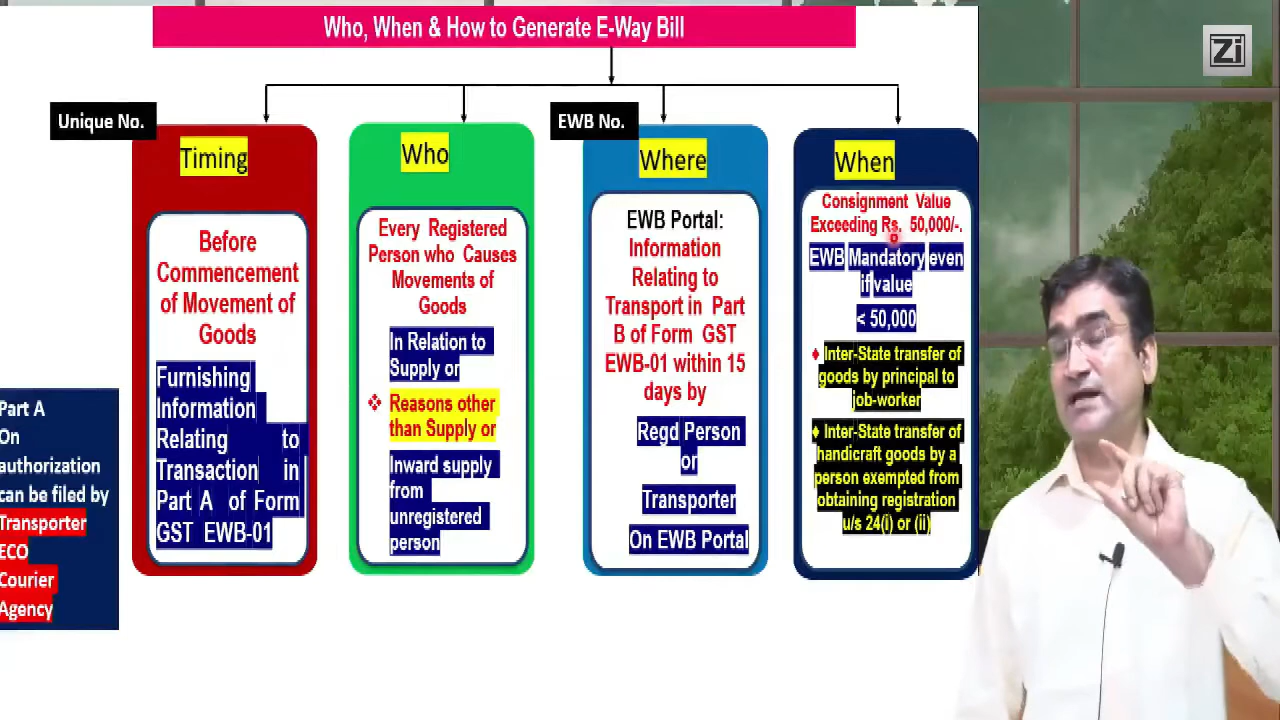 Who, When & How to Generate E-Way Bill
Zi
Unique No.
EWB No.
Timing
Before
Commencement
of Movement of
Goods
Furnishing
Information
Relating to
Transaction in
Part A of Form
GST EWB-01
Who
Every Registered
Person who Causes
Movements of
Goods
In Relation to
Supply or
❖ Reasons other
than Supply or
Inward supply
from
unregistered
person
Where
EWB Portal:
Information
Relating to
Transport in Part
B of Form GST
EWB-01 within 15
days by
Regd Person
or
Transporter
On EWB Portal
When
Consignment Value
Exceeding Rs. 50,000/-.
EWB Mandatory even
if value
< 50,000
♦ Inter-State transfer of
goods by principal to
job-worker
♦ Inter-State transfer of
handicraft goods by a
person exempted from
obtaining registration
u/s 24(i) or (ii)
Part A
On
authorization
can be filed by
Transporter
ECO
Courier
Agency